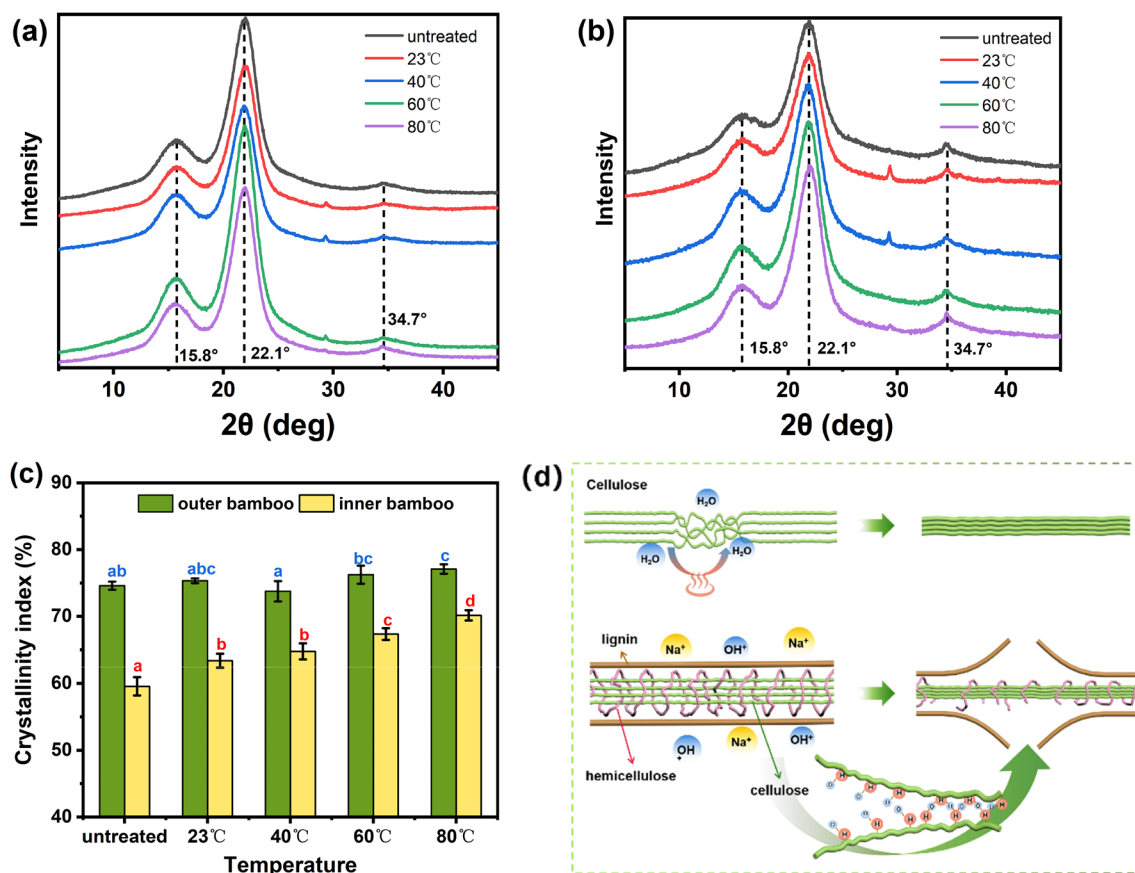 (a)
untreated
23℃
40℃
60℃
80℃
34.7°
15.8°
22.1°
Intensity
10
20
30
40
2θ (deg)
(b)
untreated
23℃
40℃
60℃
80℃
15.8°
22.1°
34.7°
Intensity
10
20
30
40
2θ (deg)
(c)
90
80
70
60
50
40
Crystallinity index (%)
outer bamboo
inner bamboo
ab
abc
a
bc
c
a
b
b
c
d
untreated
23℃
40℃
60℃
80℃
Temperature
(d)
Cellulose
H₂O
H₂O
H₂O
lignin
Na⁺
OH⁺
Na⁺
OH
+
Na⁺
OH⁺
hemicellulose
cellulose